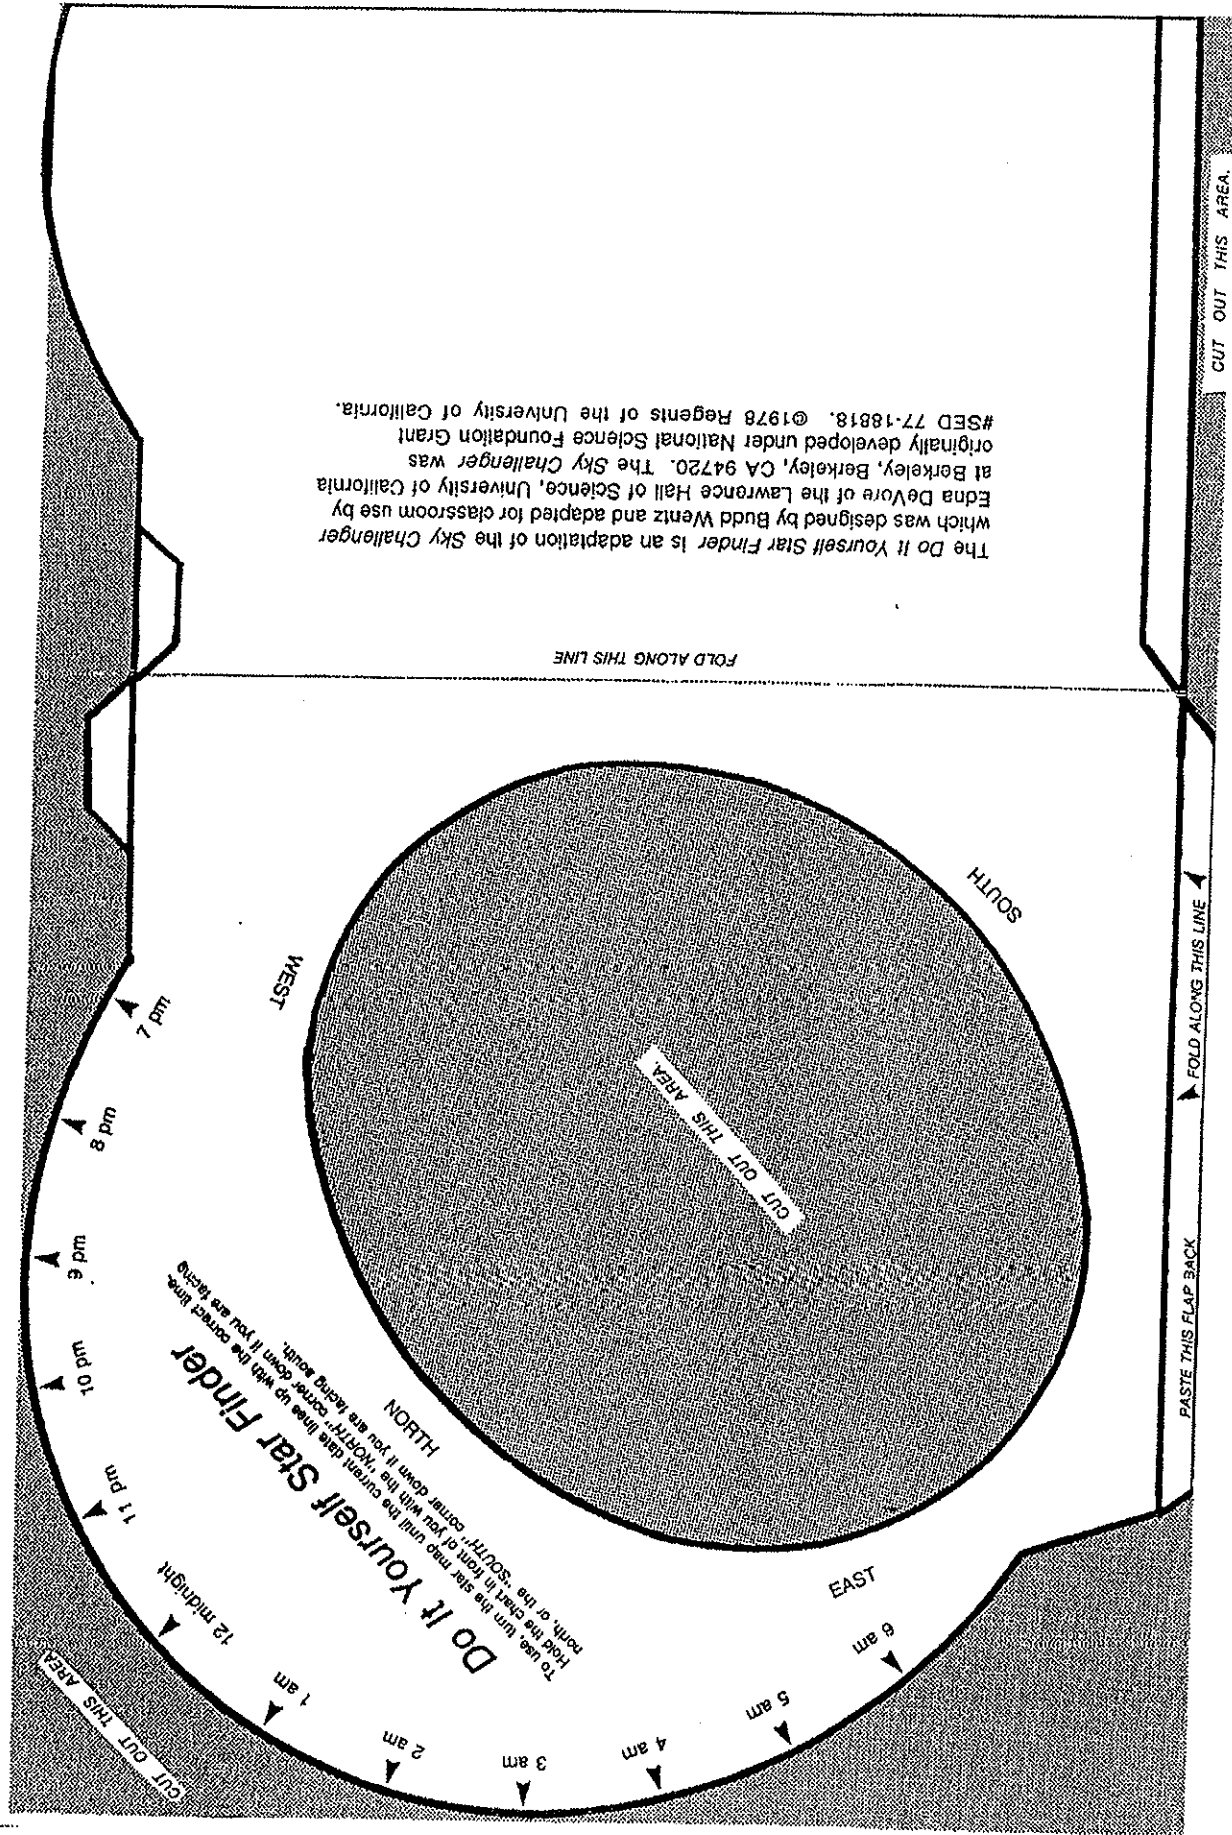 CUT OUT THIS AREA.
The Do It Yourself Star Finder is an adaptation of the Sky Challenger
which was designed by Budd Wentz and adapted for classroom use by
Edna DeVore of the Lawrence Hall of Science, University of California
at Berkeley, Berkeley, CA 94720. The Sky Challenger was
originally developed under National Science Foundation Grant
#SED 77-18818. ©1978 Regents of the University of California.
FOLD ALONG THIS LINE
SOUTH
WEST
CUT OUT THIS AREA.
FOLD ALONG THIS LINE
PASTE THIS FLAP BACK
NORTH
EAST
Do It Yourself Star Finder
To use, turn the star map until the current date lines up with the correct time.
Hold the chart in front of you with the "NORTH" corner down if you are facing
north, or the "SOUTH" corner down if you are facing south.
7 pm
8 pm
9 pm
10 pm
11 pm
12 midnight
1 am
2 am
3 am
4 am
5 am
6 am
CUT OUT THIS AREA